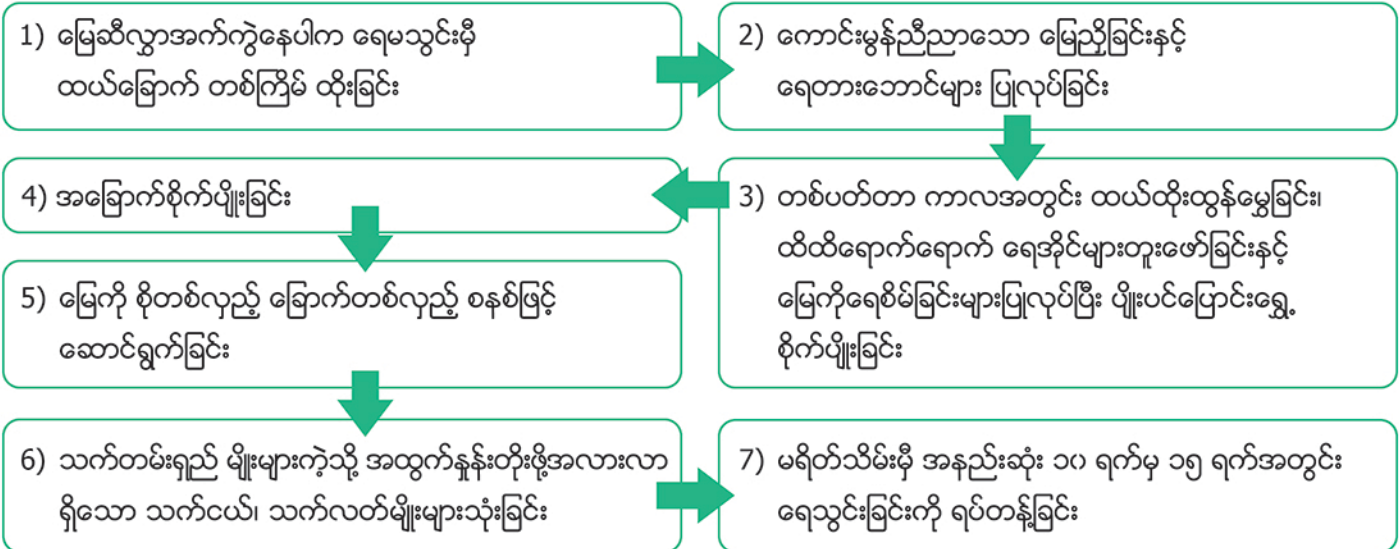 1) မြေဆီလွှာအက်ကွဲနေပါက ရေမသွင်းမှီ
ထယ်ခြောက် တစ်ကြိမ် ထိုးခြင်း
2) ကောင်းမွန်ညီညာသော မြေညှိခြင်းနှင့်
ရေတားဘောင်များ ပြုလုပ်ခြင်း
3) တစ်ပတ်တာ ကာလအတွင်း ထယ်ထိုးထွန်မွှေခြင်း၊
ထိထိရောက်ရောက် ရေအိုင်များတူးဖော်ခြင်းနှင့်
မြေကိုရေစိမ်ခြင်းများပြုလုပ်ပြီး ပျိုးပင်ပြောင်းရွှေ့
စိုက်ပျိုးခြင်း
4) အခြောက်စိုက်ပျိုးခြင်း
5) မြေကို စိုတစ်လှည့် ခြောက်တစ်လှည့် စနစ်ဖြင့်
ဆောင်ရွက်ခြင်း
6) သက်တမ်းရှည် မျိုးများကဲ့သို့ အထွက်နှုန်းတိုးဖို့အလားလာ
ရှိသော သက်ငယ်၊ သက်လတ်မျိုးများသုံးခြင်း
7) မရိတ်သိမ်းမှီ အနည်းဆုံး ၁၀ ရက်မှ ၁၅ ရက်အတွင်း
ရေသွင်းခြင်းကို ရပ်တန့်ခြင်း